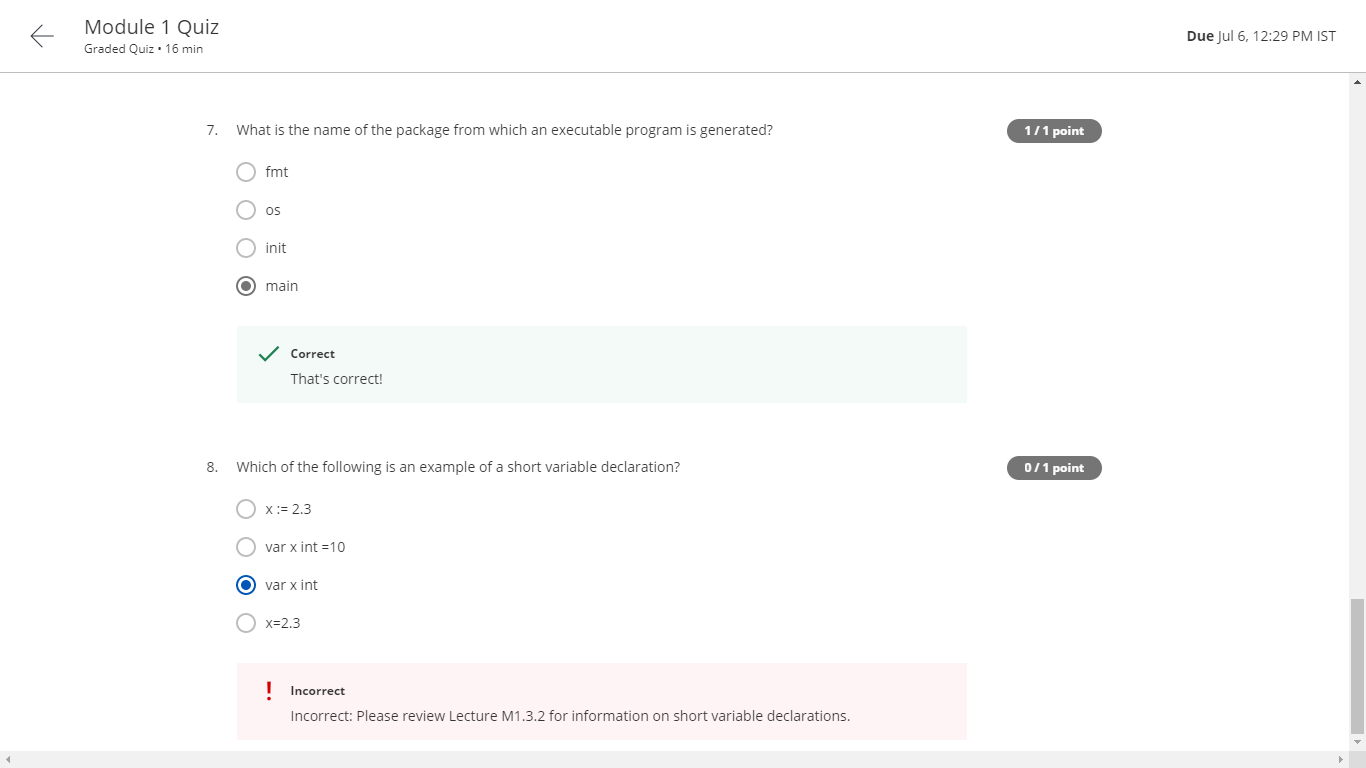 Module 1 Quiz
Graded Quiz • 16 min
Due Jul 6, 12:29 PM IST
7. What is the name of the package from which an executable program is generated?
1 / 1 point
fmt
os
init
main
Correct
That's correct!
8. Which of the following is an example of a short variable declaration?
0 / 1 point
x := 2.3
var x int =10
var x int
x=2.3
Incorrect
Incorrect: Please review Lecture M1.3.2 for information on short variable declarations.